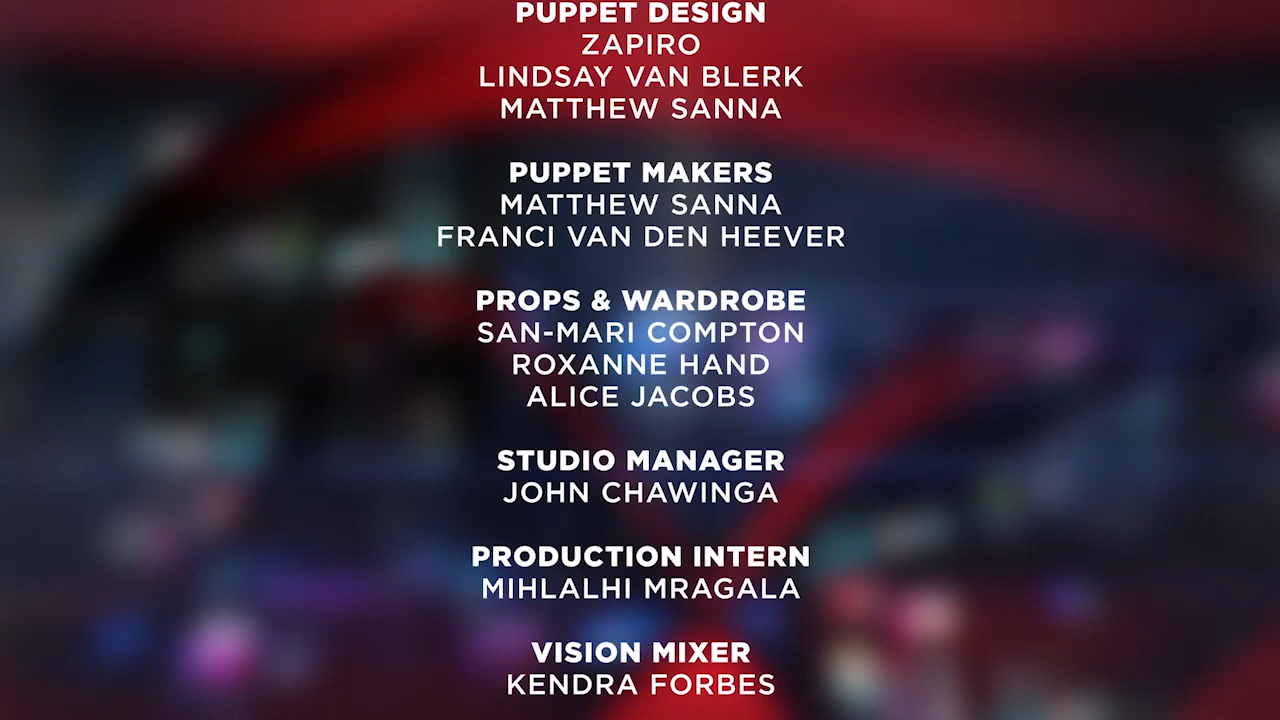 PUPPET DESIGN
ZAPIRO
LINDSAY VAN BLERK
MATTHEW SANNA
PUPPET MAKERS
MATTHEW SANNA
FRANCI VAN DEN HEEVER
PROPS & WARDROBE
SAN-MARI COMPTON
ROXANNE HAND
ALICE JACOBS
STUDIO MANAGER
JOHN CHAWINGA
PRODUCTION INTERN
MIHLALHI MRAGALA
VISION MIXER
KENDRA FORBES